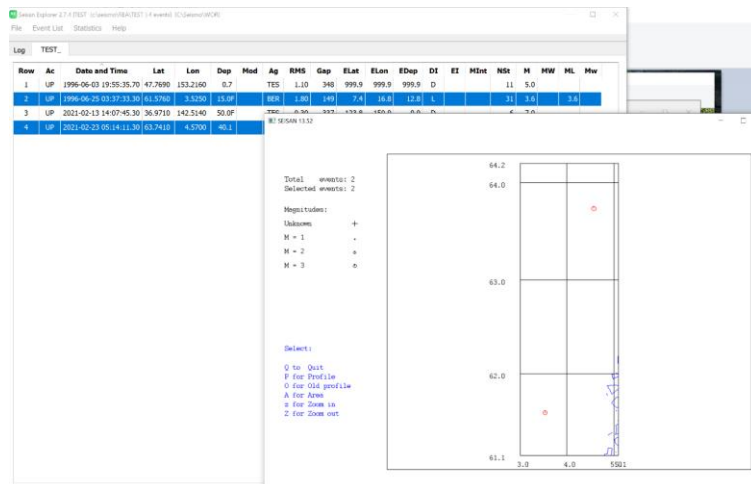 Seisan Explorer 2.7.4 (TEST
File Event List Statistics Help
Log TEST_
Row Ac Date and Time Lat Lon Dep Mod Ag RMS Gap ELat ELon EDep DI EI MInt NSt M MW ML Mw
1 UP 1996-06-03 19:55:35.70 47.7690 153.2160 0.7 TES 1.10 348 999.9 999.9 999.9 D 11 5.0
2 UP 1996-06-25 03:37:33.30 61.5760 3.5250 15.0F BER 1.80 149 7.4 16.8 12.8 L 31 3.6 3.6
3 UP 2021-02-13 14:07:45.30 36.9710 142.5140 50.0F
4 UP 2021-02-23 05:14:11.30 63.7410 4.5700 40.1
SEISAN 13.52
Total events: 2
Selected events: 2
Magnitudes:
Unknown +
M = 1
M = 2
M = 3
Select:
Q to Quit
P for Profile
O for Old profile
A for Area
z for Zoom in
Z for Zoom out
64.2
64.0
63.0
62.0
61.1
3.0 4.0